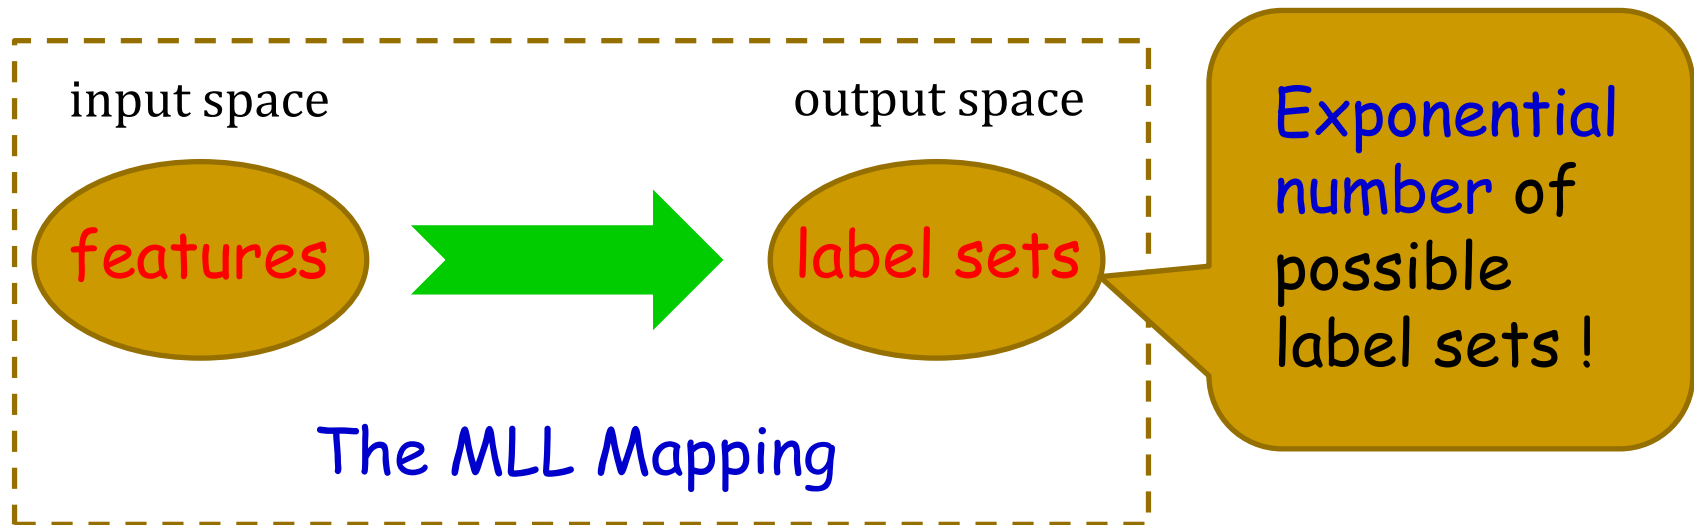 input space
output space
features
label sets
The MLL Mapping
Exponential
number of
possible
label sets !